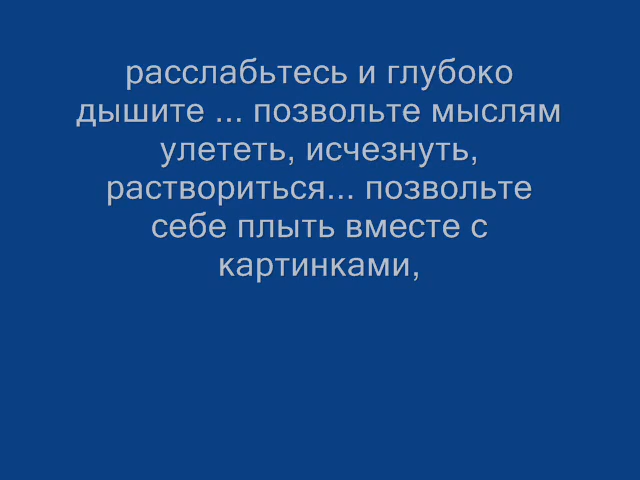 расслабьтесь и глубоко
дышите ... позвольте мыслям
улететь, исчезнуть,
раствориться... позвольте
себе плыть вместе с
картинками,